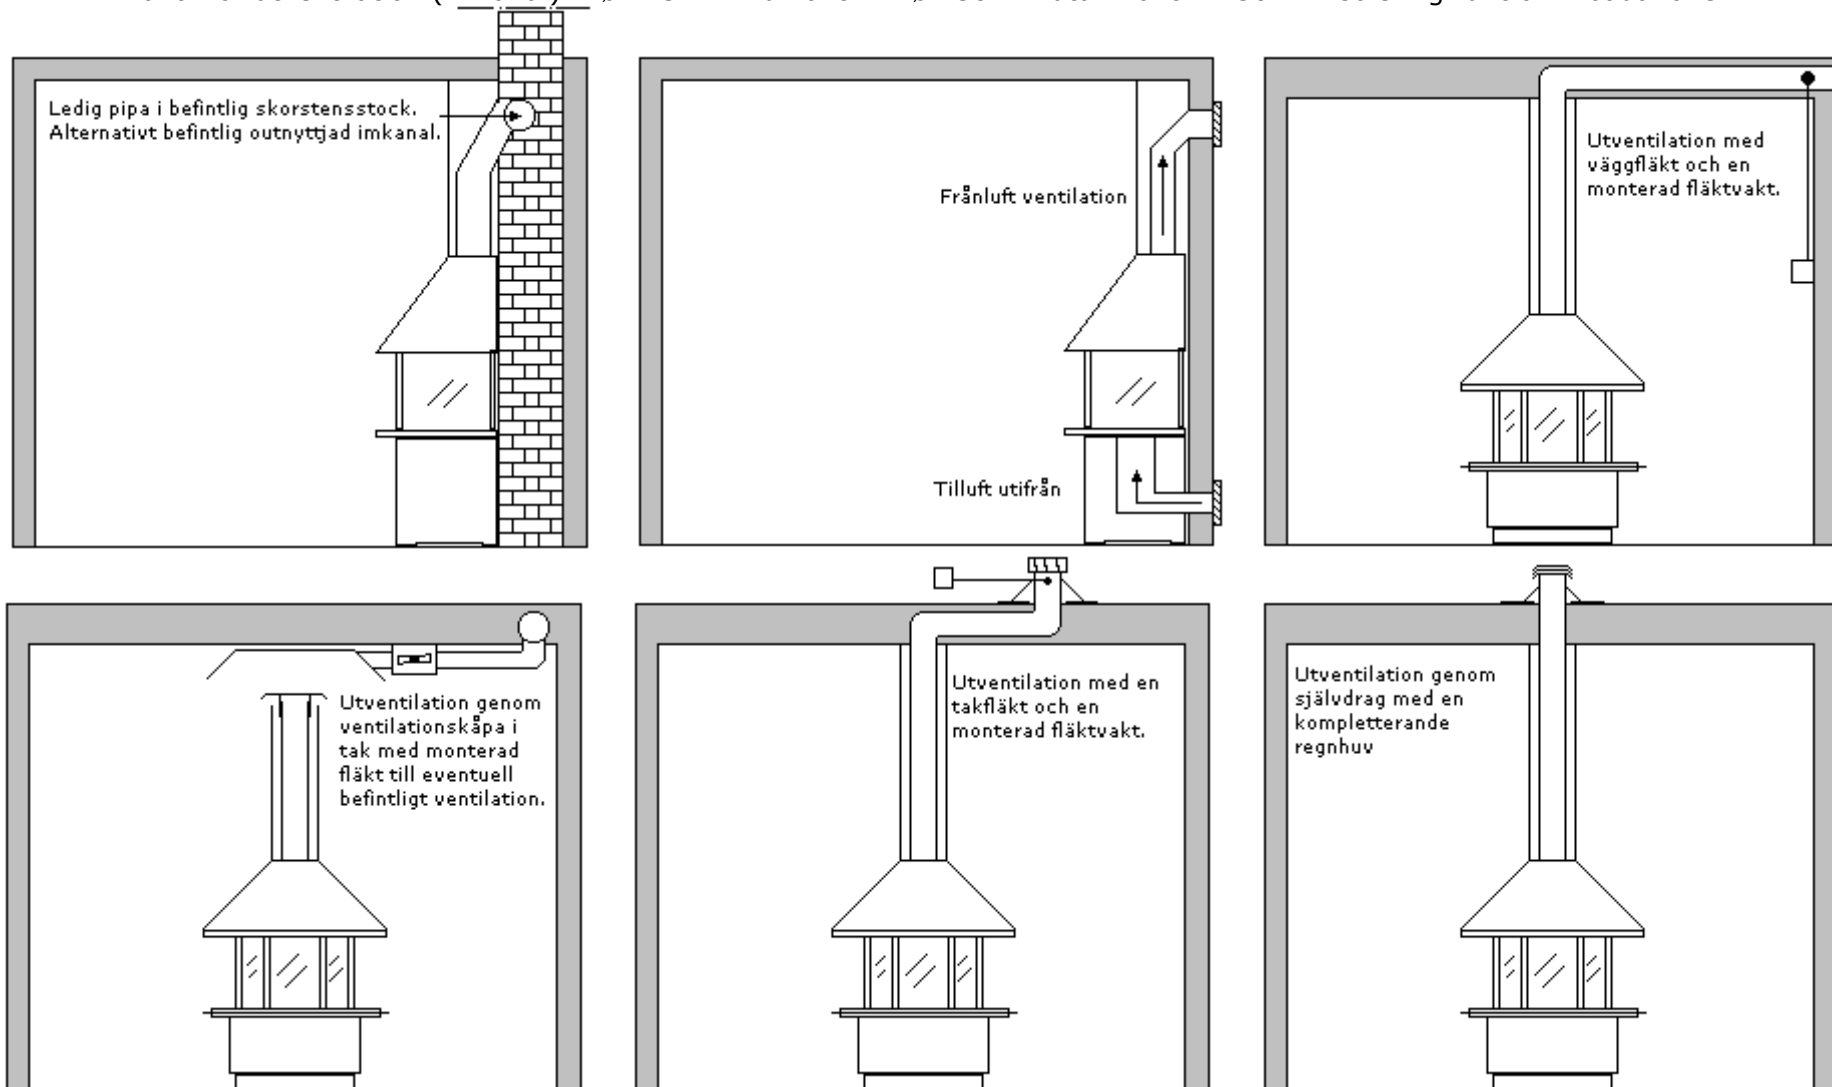 Ledig pipa i befintlig skorstensstock.
Alternativt befintlig outnyttjad imkanal.
Frånluft ventilation
Tilluft utifrån
Utventilation med
väggfläkt och en
monterad fläktvakt.
Utventilation genom
ventilationskåpa i
tak med monterad
fläkt till eventuell
befintligt ventilation.
Utventilation med en
takfläkt och en
monterad fläktvakt.
Utventilation genom
självdrag med en
kompletterande
regnhuv